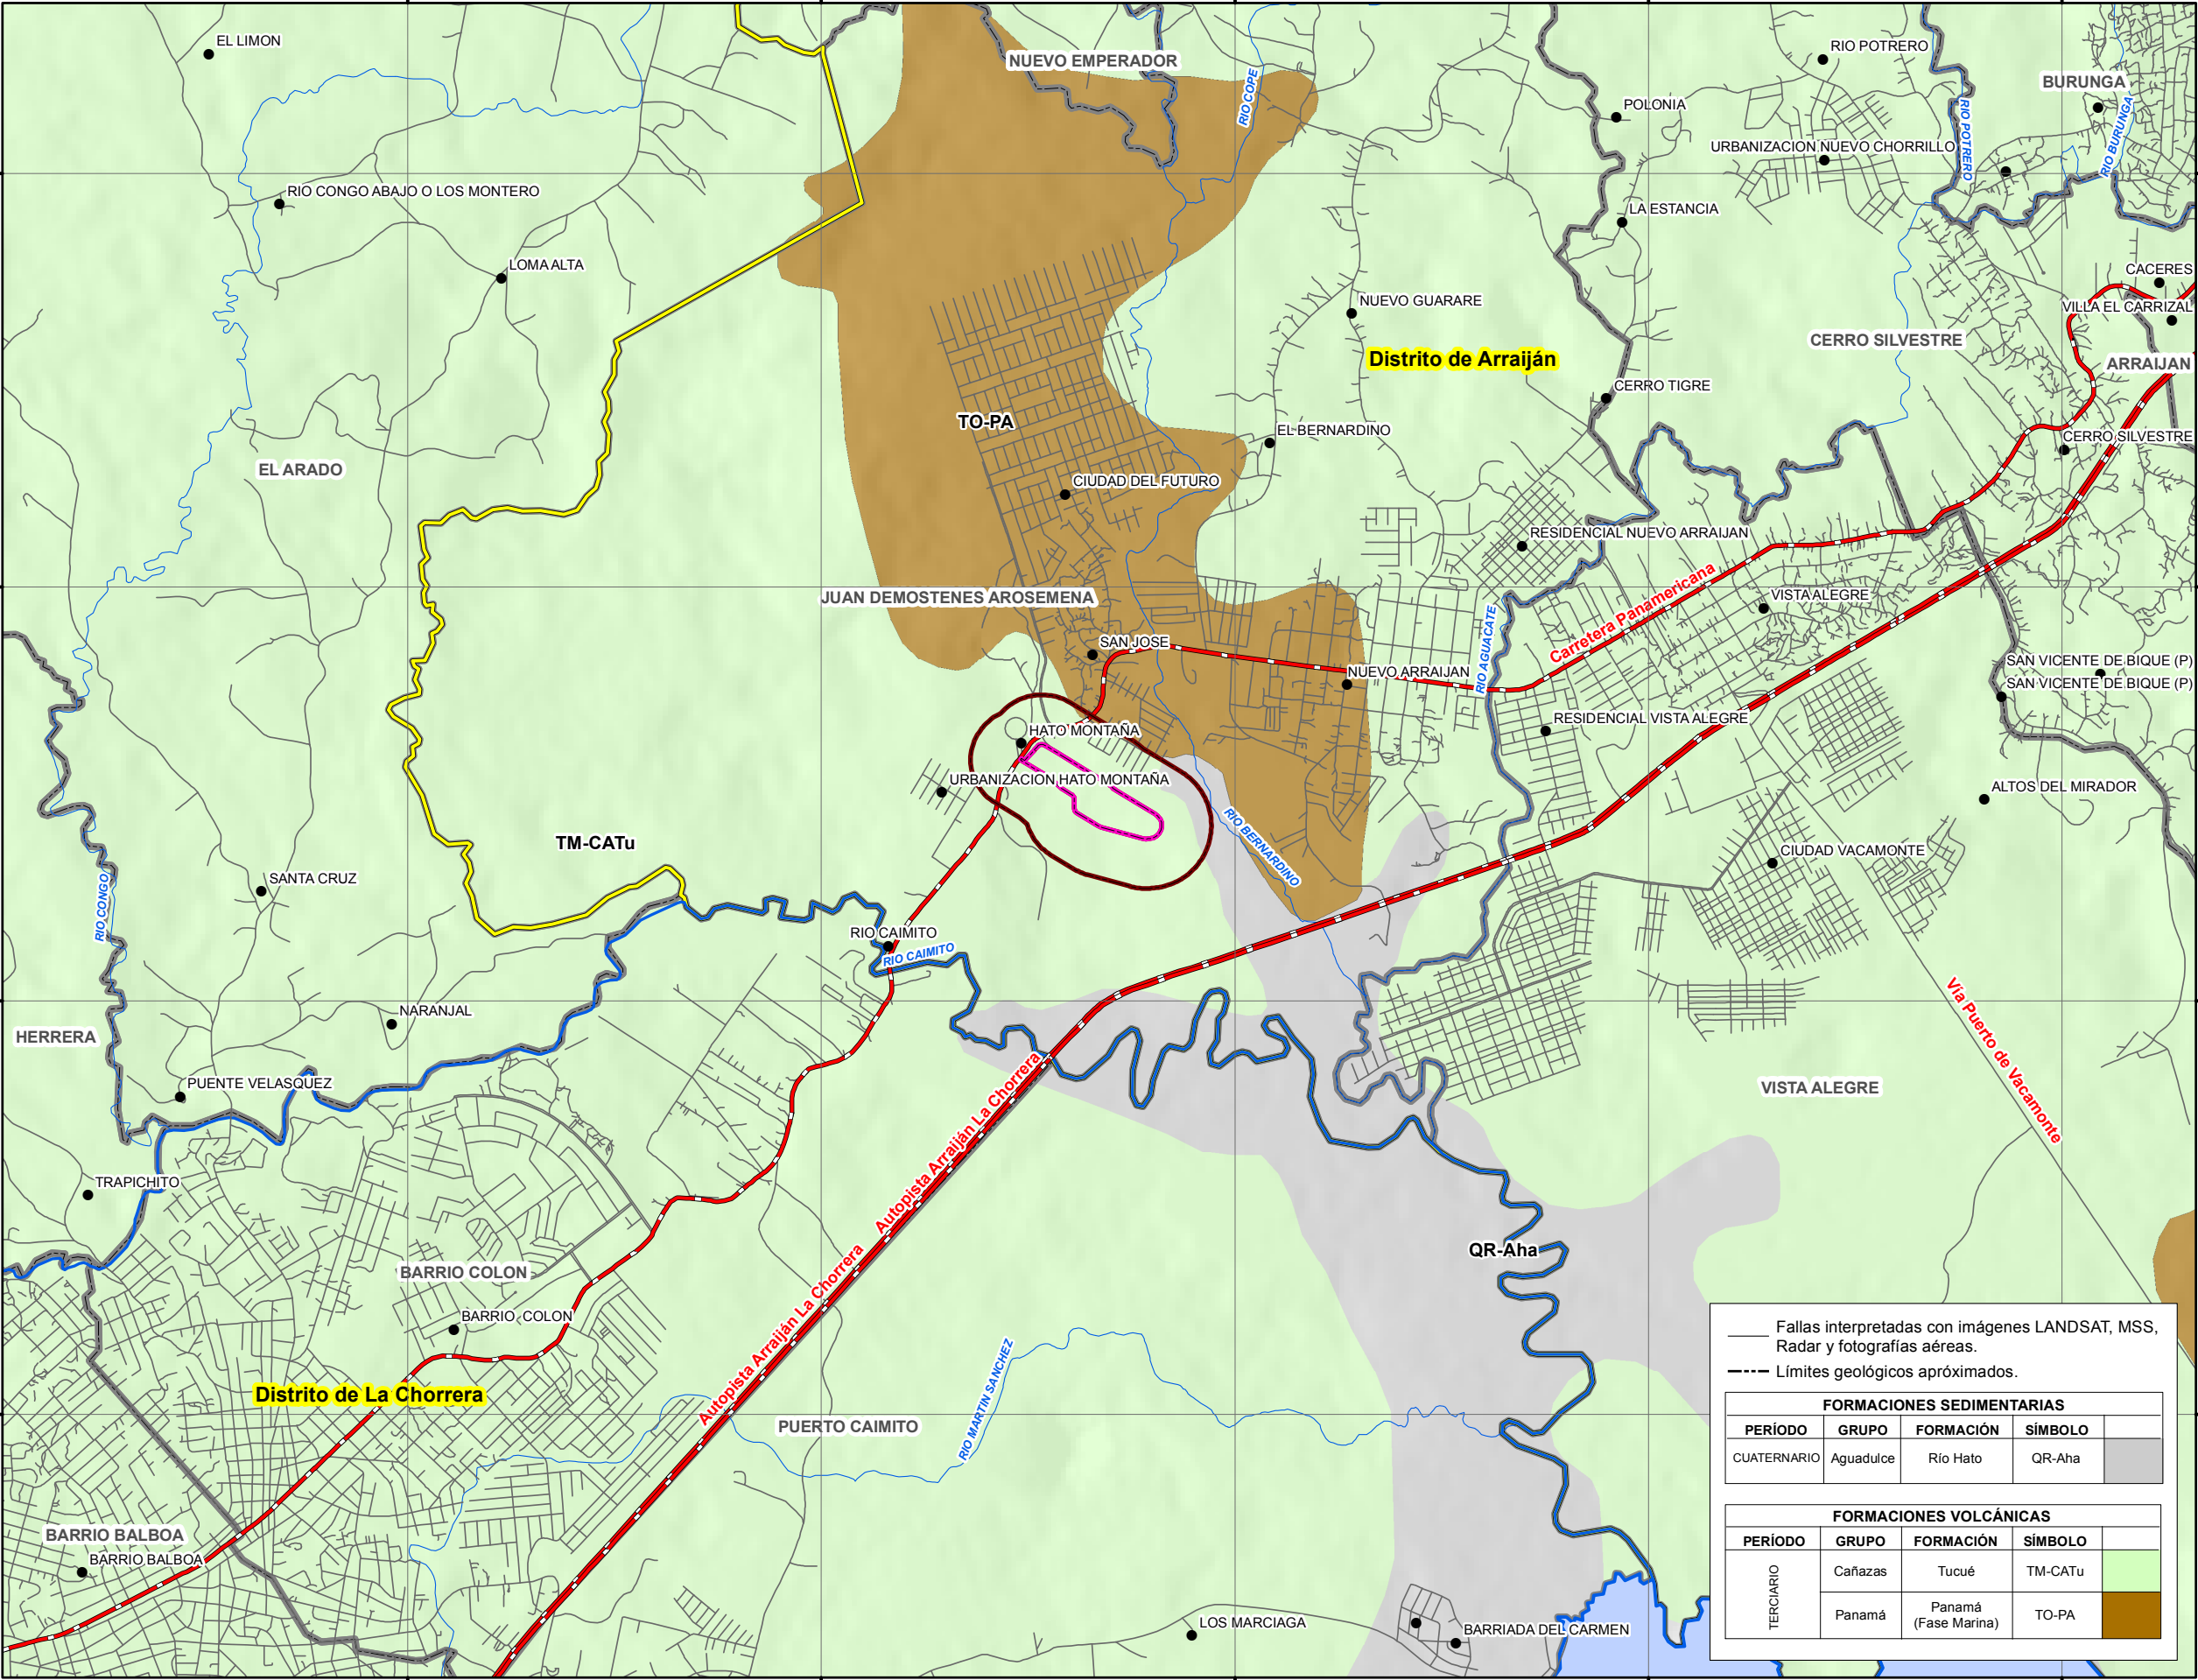 EL LIMON
NUEVO EMPERADOR
RIO COPE
RIO POTRERO
BURUNGA
POLONIA
RIO POTRERO
RIO BURUNGA
URBANIZACION NUEVO CHORRILLO
RIO CONGO ABAJO O LOS MONTERO
LA ESTANCIA
LOMA ALTA
CACERES
NUEVO GUARARE
VILLA EL CARRIZAL
CERRO SILVESTRE
Distrito de Arraiján
ARRAIJAN
CERRO TIGRE
TO-PA
EL BERNARDINO
CERRO SILVESTRE
EL ARADO
CIUDAD DEL FUTURO
RESIDENCIAL NUEVO ARRAIJAN
JUAN DEMOSTENES AROSEMENA
Carretera Panamericana
VISTA ALEGRE
RIO AGUACATE
SAN JOSE
NUEVO ARRAIJAN
SAN VICENTE DE BIQUE (P)
SAN VICENTE DE BIQUE (P)
RESIDENCIAL VISTA ALEGRE
HATO MONTAÑA
URBANIZACION HATO MONTAÑA
ALTOS DEL MIRADOR
RIO BERNARDINO
TM-CATu
CIUDAD VACAMONTE
SANTA CRUZ
RIO CONGO
RIO CAIMITO
RIO CAIMITO
NARANJAL
HERRERA
Vía Puerto de Vacamonte
PUENTE VELASQUEZ
VISTA ALEGRE
Autopista Arraiján La Chorrera
TRAPICHITO
QR-Aha
BARRIO COLON
BARRIO COLON
Autopista Arraiján La Chorrera
Distrito de La Chorrera
RIO MARTIN SANCHEZ
PUERTO CAIMITO
BARRIO BALBOA
BARRIO BALBOA
LOS MARCIAGA
BARRIADA DEL CARMEN
Fallas interpretadas con imágenes LANDSAT, MSS,
Radar y fotografías aéreas.
Límites geológicos apróximados.
FORMACIONES SEDIMENTARIAS
PERÍODO GRUPO FORMACIÓN SÍMBOLO
CUATERNARIO Aguadulce Río Hato QR-Aha
FORMACIONES VOLCÁNICAS
PERÍODO GRUPO FORMACIÓN SÍMBOLO
TERCIARIO
Cañazas Tucué TM-CATu
Panamá Panamá (Fase Marina) TO-PA